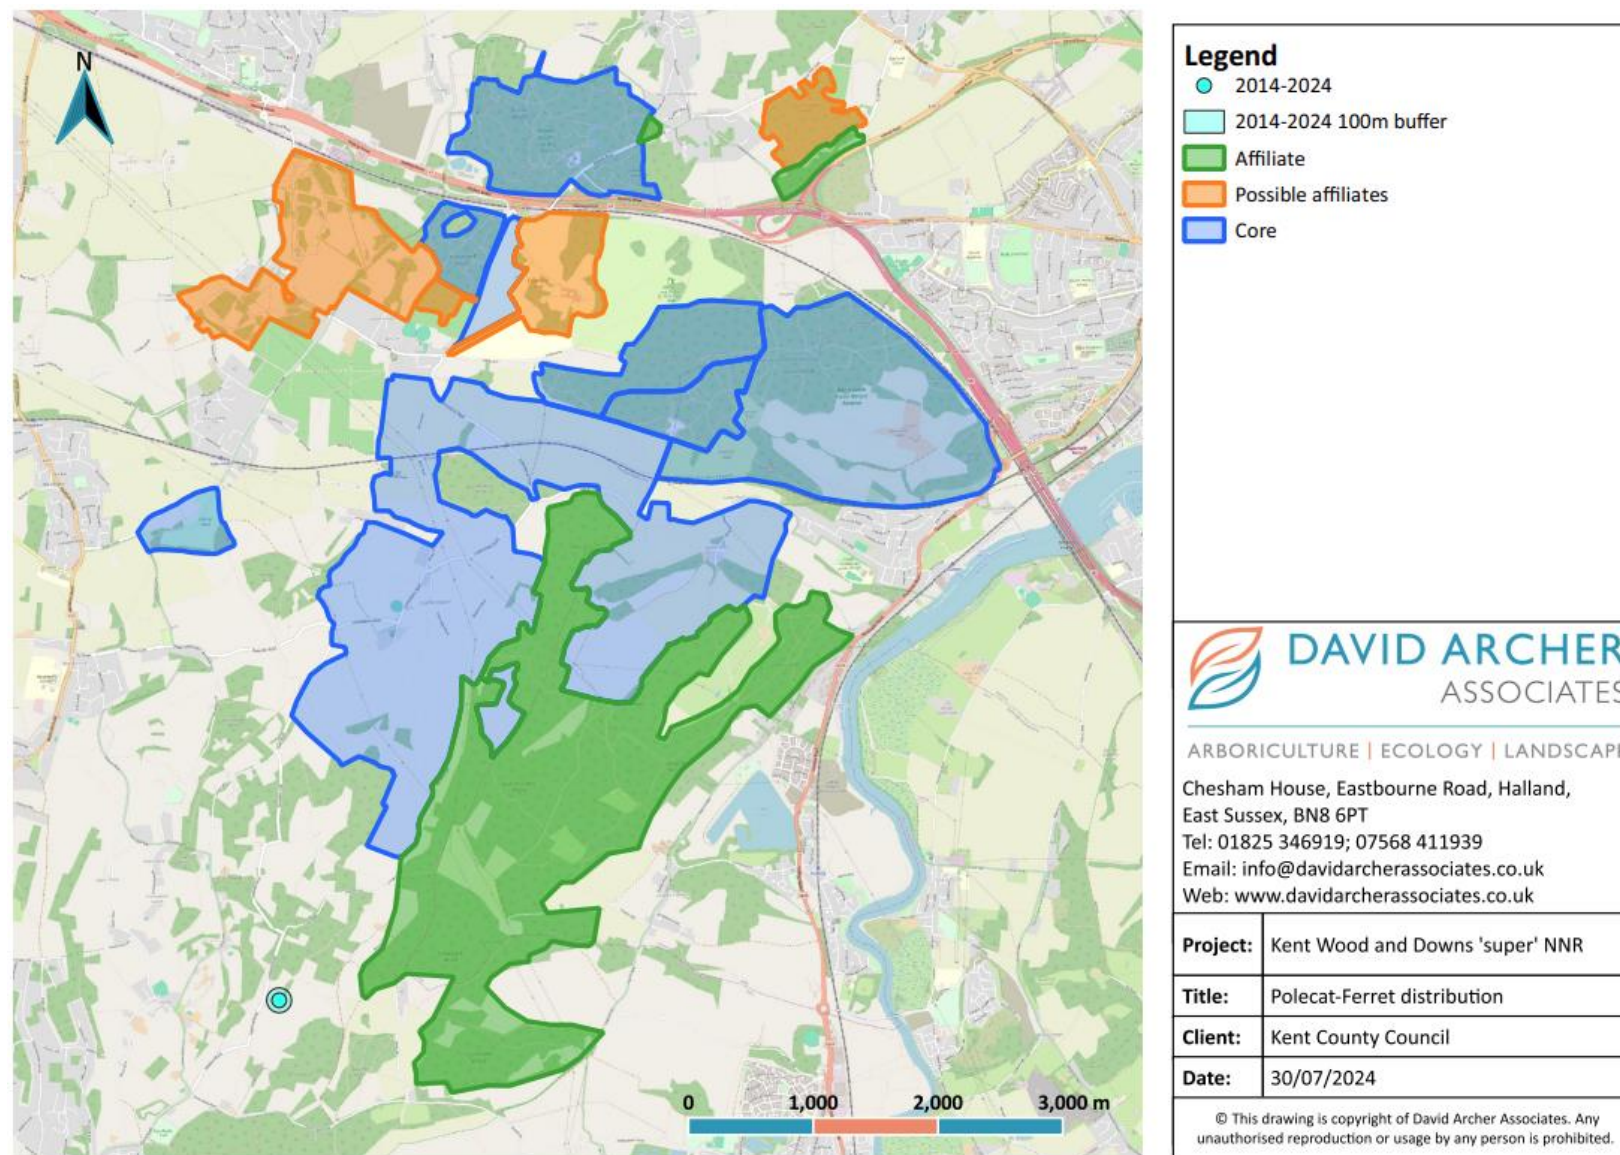 N
0 1,000 2,000 3,000 m
Legend
2014-2024
2014-2024 100m buffer
Affiliate
Possible affiliates
Core
DAVID ARCHER
ASSOCIATES
ARBORICULTURE | ECOLOGY | LANDSCAPE
Chesham House, Eastbourne Road, Halland,
East Sussex, BN8 6PT
Tel: 01825 346919; 07568 411939
Email: info@davidarcherassociates.co.uk
Web: www.davidarcherassociates.co.uk
Project: Kent Wood and Downs 'super' NNR
Title: Polecat-Ferret distribution
Client: Kent County Council
Date: 30/07/2024
© This drawing is copyright of David Archer Associates. Any
unauthorised reproduction or usage by any person is prohibited.